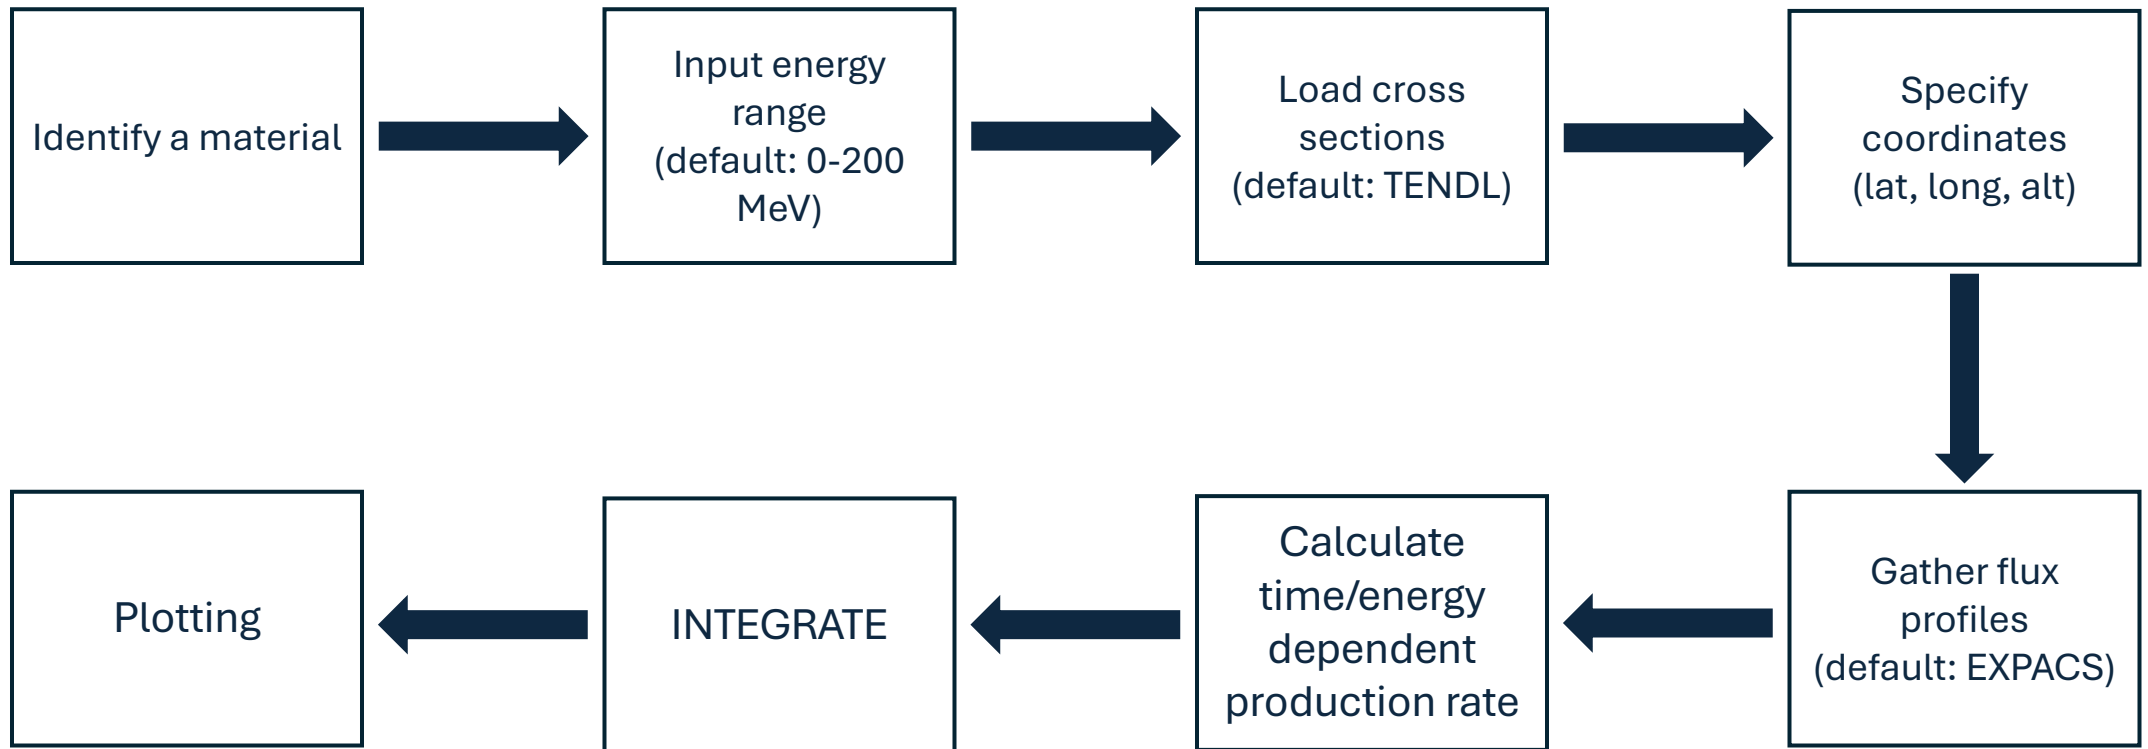 Identify a material
Input energy
range
(default: 0-200
MeV)
Load cross
sections
(default: TENDL)
Specify
coordinates
(lat, long, alt)
Gather flux
profiles
(default: EXPACS)
Calculate
time/energy
dependent
production rate
INTEGRATE
Plotting